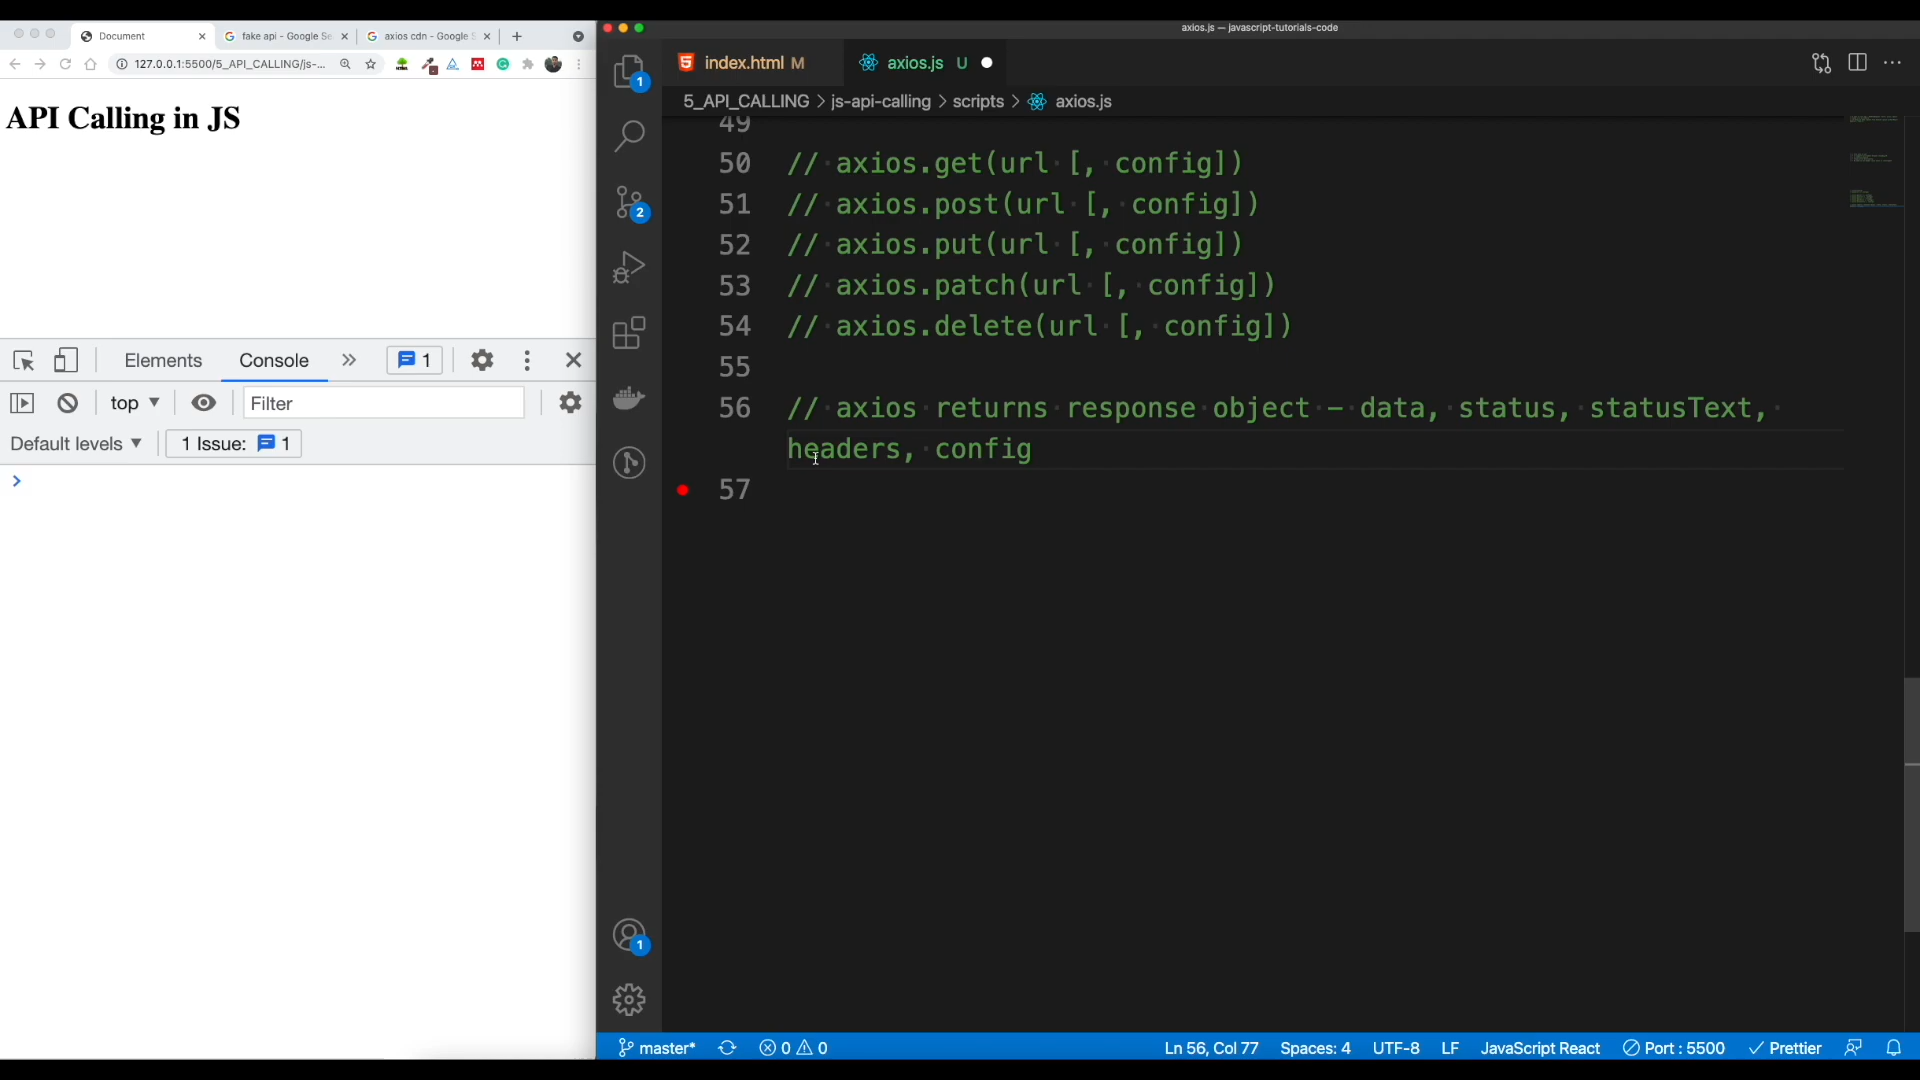 axios.js — javascript-tutorials-code
Document
fake api - Google Se
axios cdn - Google S
127.0.0.1:5500/5_API_CALLING/js-...
API Calling in JS
Elements
Console
1
top
Filter
Default levels
1 Issue:
1
index.html M
axios.js U
5_API_CALLING > js-api-calling > scripts > axios.js
1
2
1
49
50 // axios.get(url [, config])
51 // axios.post(url [, config])
52 // axios.put(url [, config])
53 // axios.patch(url [, config])
54 // axios.delete(url [, config])
55
56 // axios returns response object - data, status, statusText,
headers, config
57
master*
0
0
Ln 56, Col 77
Spaces: 4
UTF-8
LF
JavaScript React
Port : 5500
Prettier